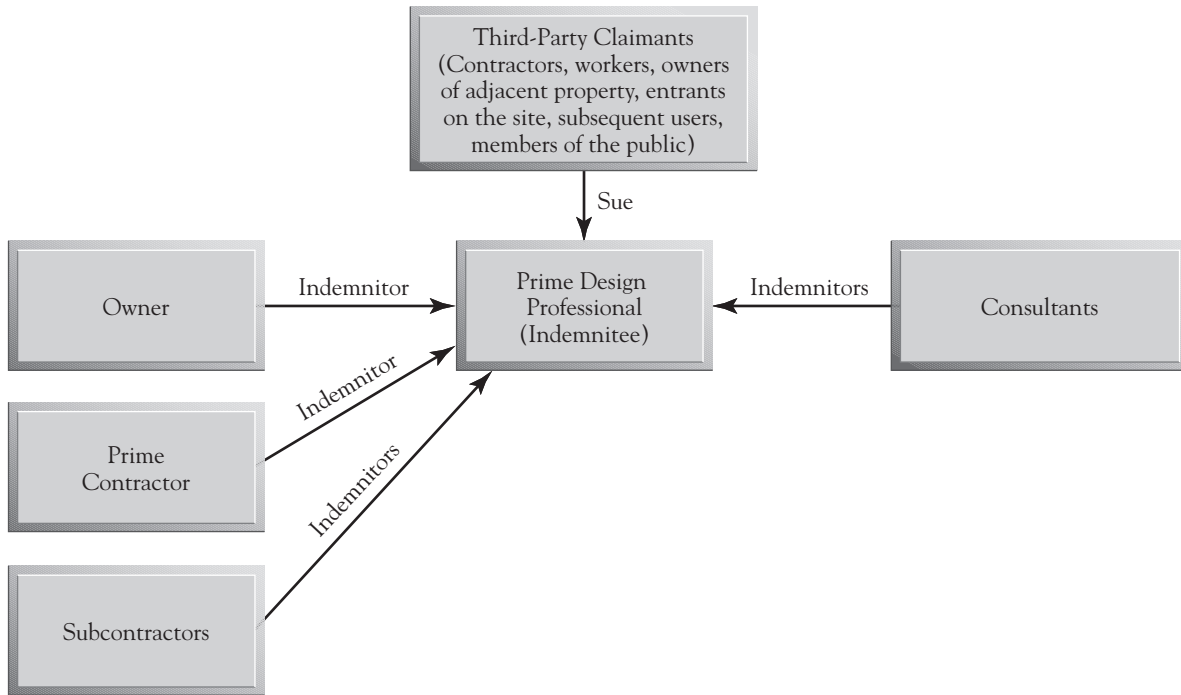 Third-Party Claimants
(Contractors, workers, owners
of adjacent property, entrants
on the site, subsequent users,
members of the public)
Sue
Owner
Indemnitor
Prime Design
Professional
(Indemnitee)
Indemnitors
Consultants
Indemnitor
Prime
Contractor
Indemnitors
Subcontractors